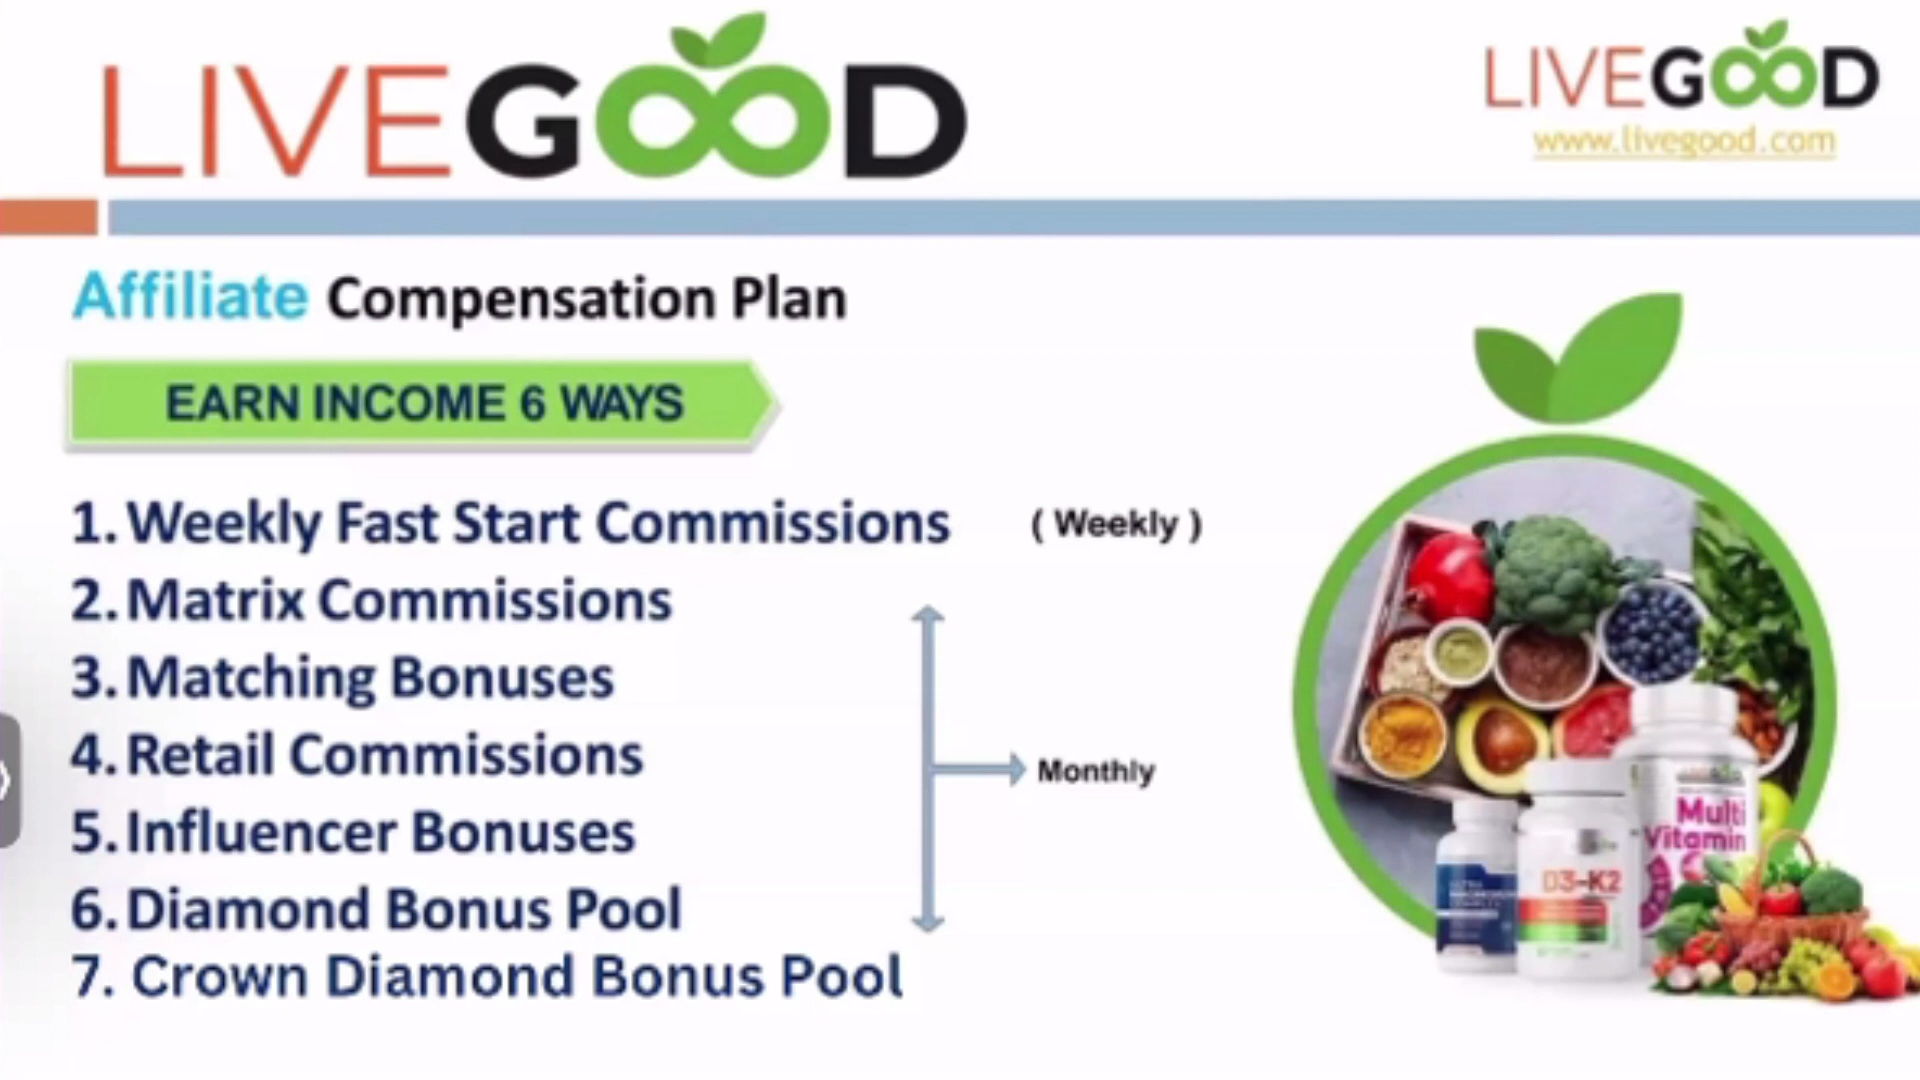 LIVEGOOD
LIVEGOOD
www.livegood.com
Affiliate Compensation Plan
EARN INCOME 6 WAYS
1. Weekly Fast Start Commissions ( Weekly )
2. Matrix Commissions
3. Matching Bonuses
4. Retail Commissions
Monthly
5. Influencer Bonuses
6. Diamond Bonus Pool
7. Crown Diamond Bonus Pool
Multi
Vitamin
D3-K2